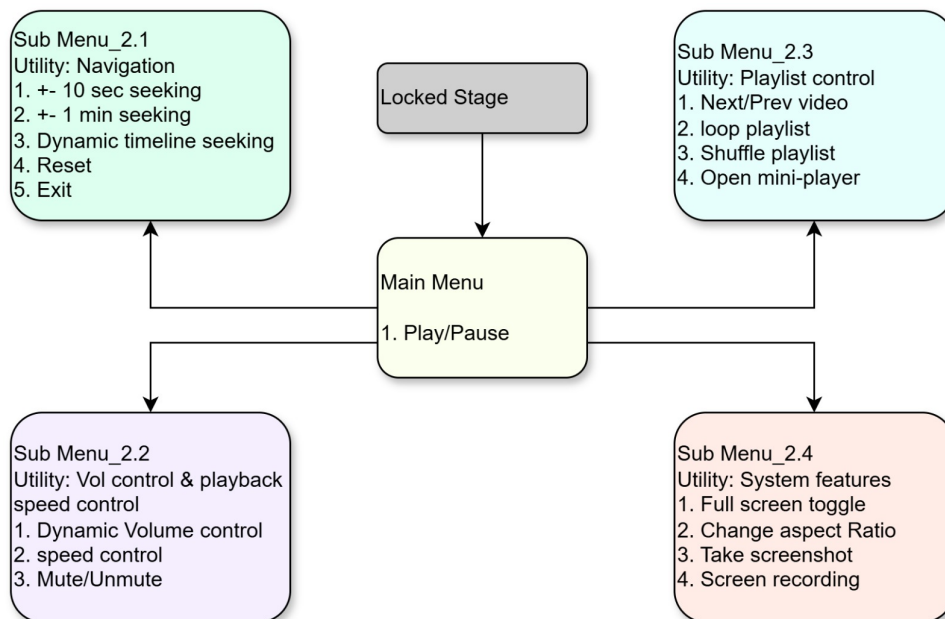 Sub Menu_2.1
Utility: Navigation
1. +- 10 sec seeking
2. +- 1 min seeking
3. Dynamic timeline seeking
4. Reset
5. Exit
Locked Stage
Sub Menu_2.3
Utility: Playlist control
1. Next/Prev video
2. loop playlist
3. Shuffle playlist
4. Open mini-player
Main Menu
1. Play/Pause
Sub Menu_2.2
Utility: Vol control & playback
speed control
1. Dynamic Volume control
2. speed control
3. Mute/Unmute
Sub Menu_2.4
Utility: System features
1. Full screen toggle
2. Change aspect Ratio
3. Take screenshot
4. Screen recording